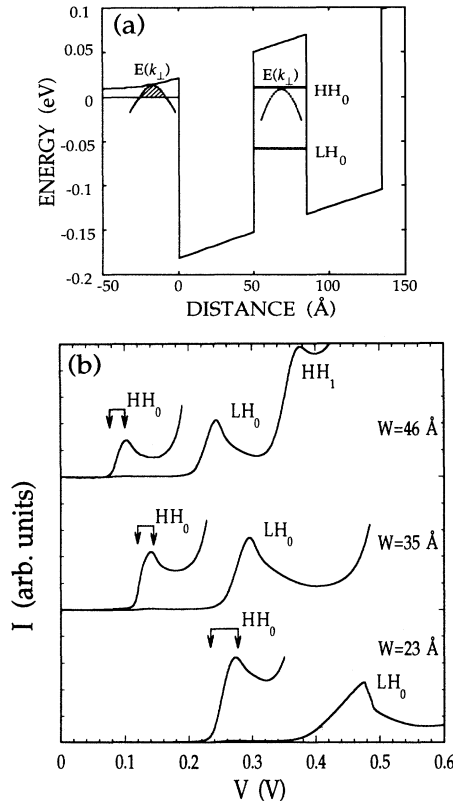 (a)
0.1
0.05
0
-0.05
-0.1
-0.15
-0.2
ENERGY (eV)
E(k⊥)
E(k⊥)
HH₀
LH₀
-50
0
50
100
150
DISTANCE (Å)
(b)
HH₁
HH₀
LH₀
W=46 Å
HH₀
LH₀
W=35 Å
HH₀
W=23 Å
LH₀
I (arb. units)
0
0.1
0.2
0.3
0.4
0.5
0.6
V (V)